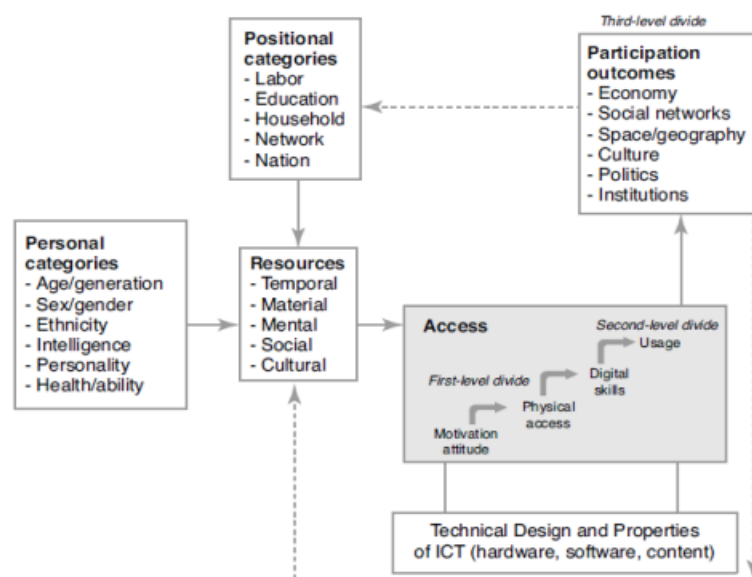 Third-level divide
Positional
categories
- Labor
- Education
- Household
- Network
- Nation
Participation
outcomes
- Economy
- Social networks
- Space/geography
- Culture
- Politics
- Institutions
Personal
categories
- Age/generation
- Sex/gender
- Ethnicity
- Intelligence
- Personality
- Health/ability
Resources
- Temporal
- Material
- Mental
- Social
- Cultural
Access
Second-level divide
Usage
First-level divide
Digital
skills
Physical
access
Motivation
attitude
Technical Design and Properties
of ICT (hardware, software, content)